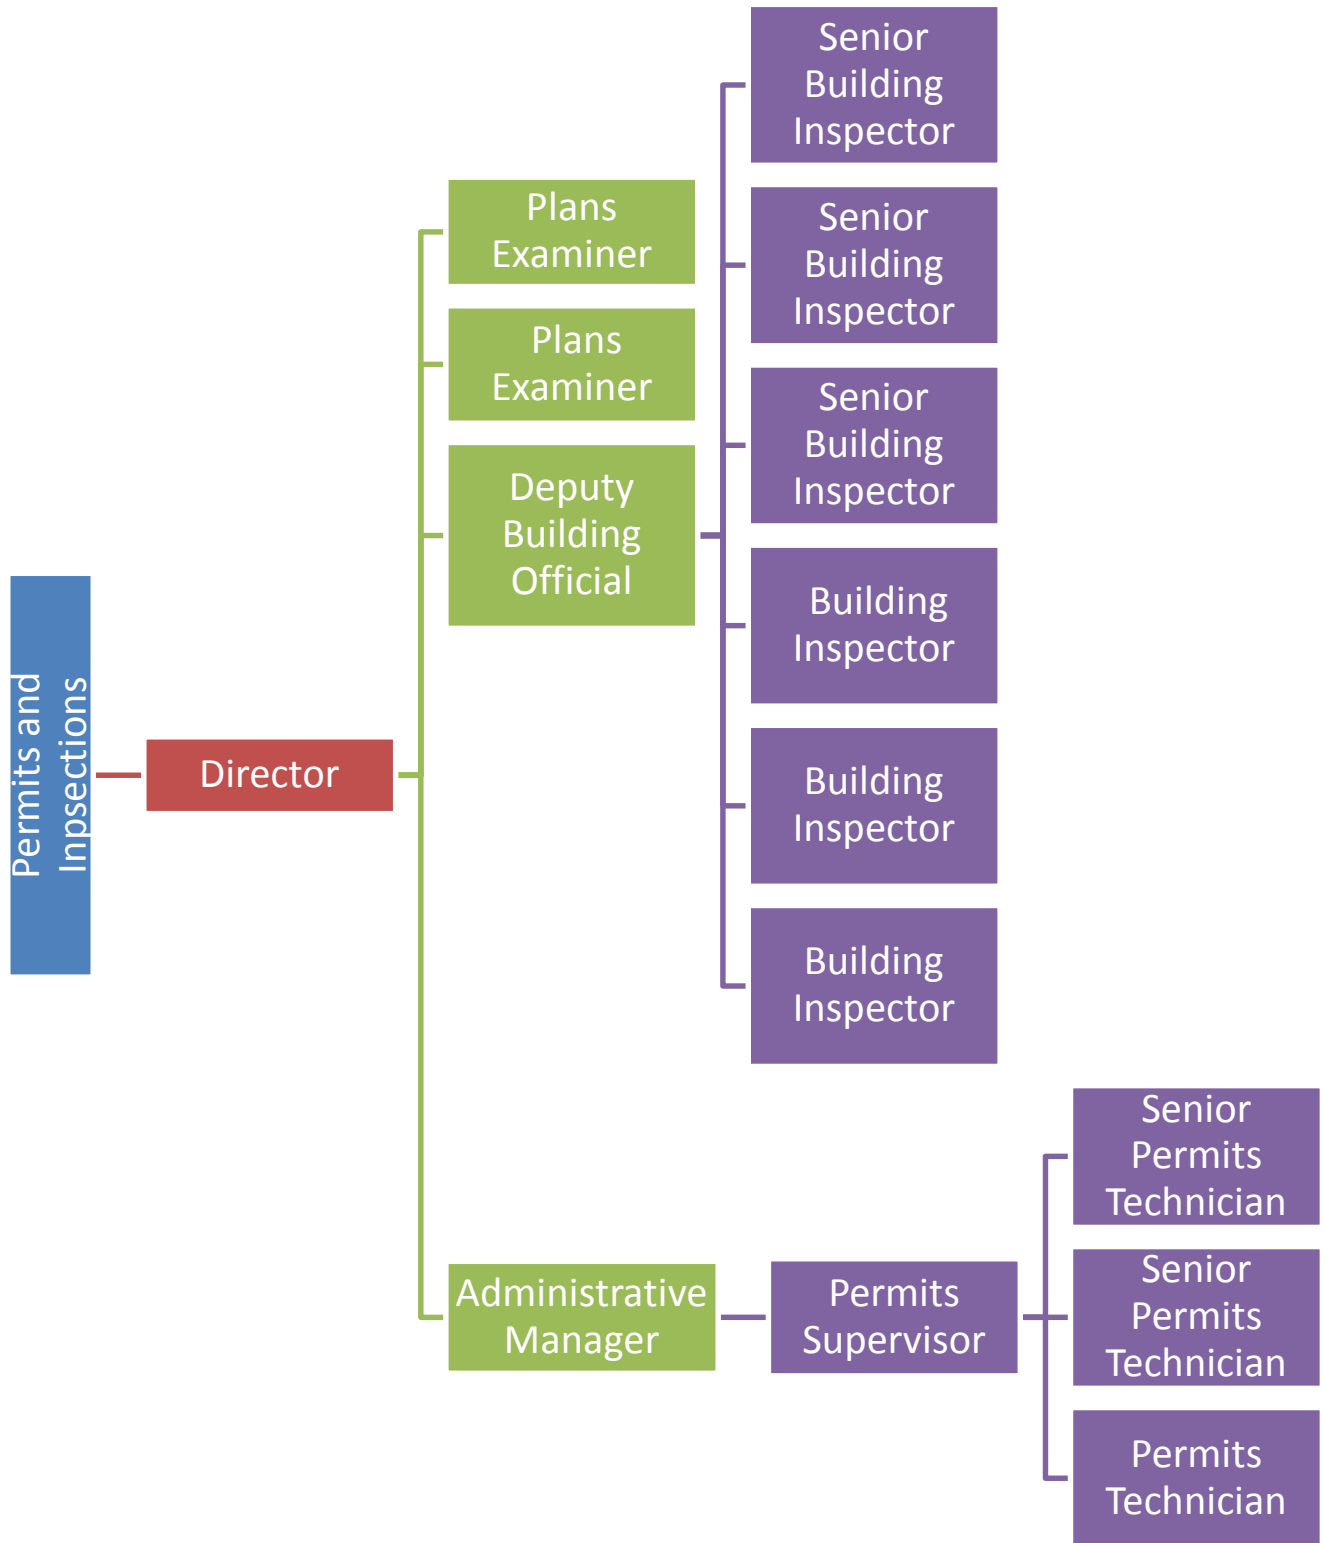 Permits and
Inpsections
Director
Plans
Examiner
Plans
Examiner
Deputy
Building
Official
Senior
Building
Inspector
Senior
Building
Inspector
Senior
Building
Inspector
Building
Inspector
Building
Inspector
Building
Inspector
Administrative
Manager
Permits
Supervisor
Senior
Permits
Technician
Senior
Permits
Technician
Permits
Technician